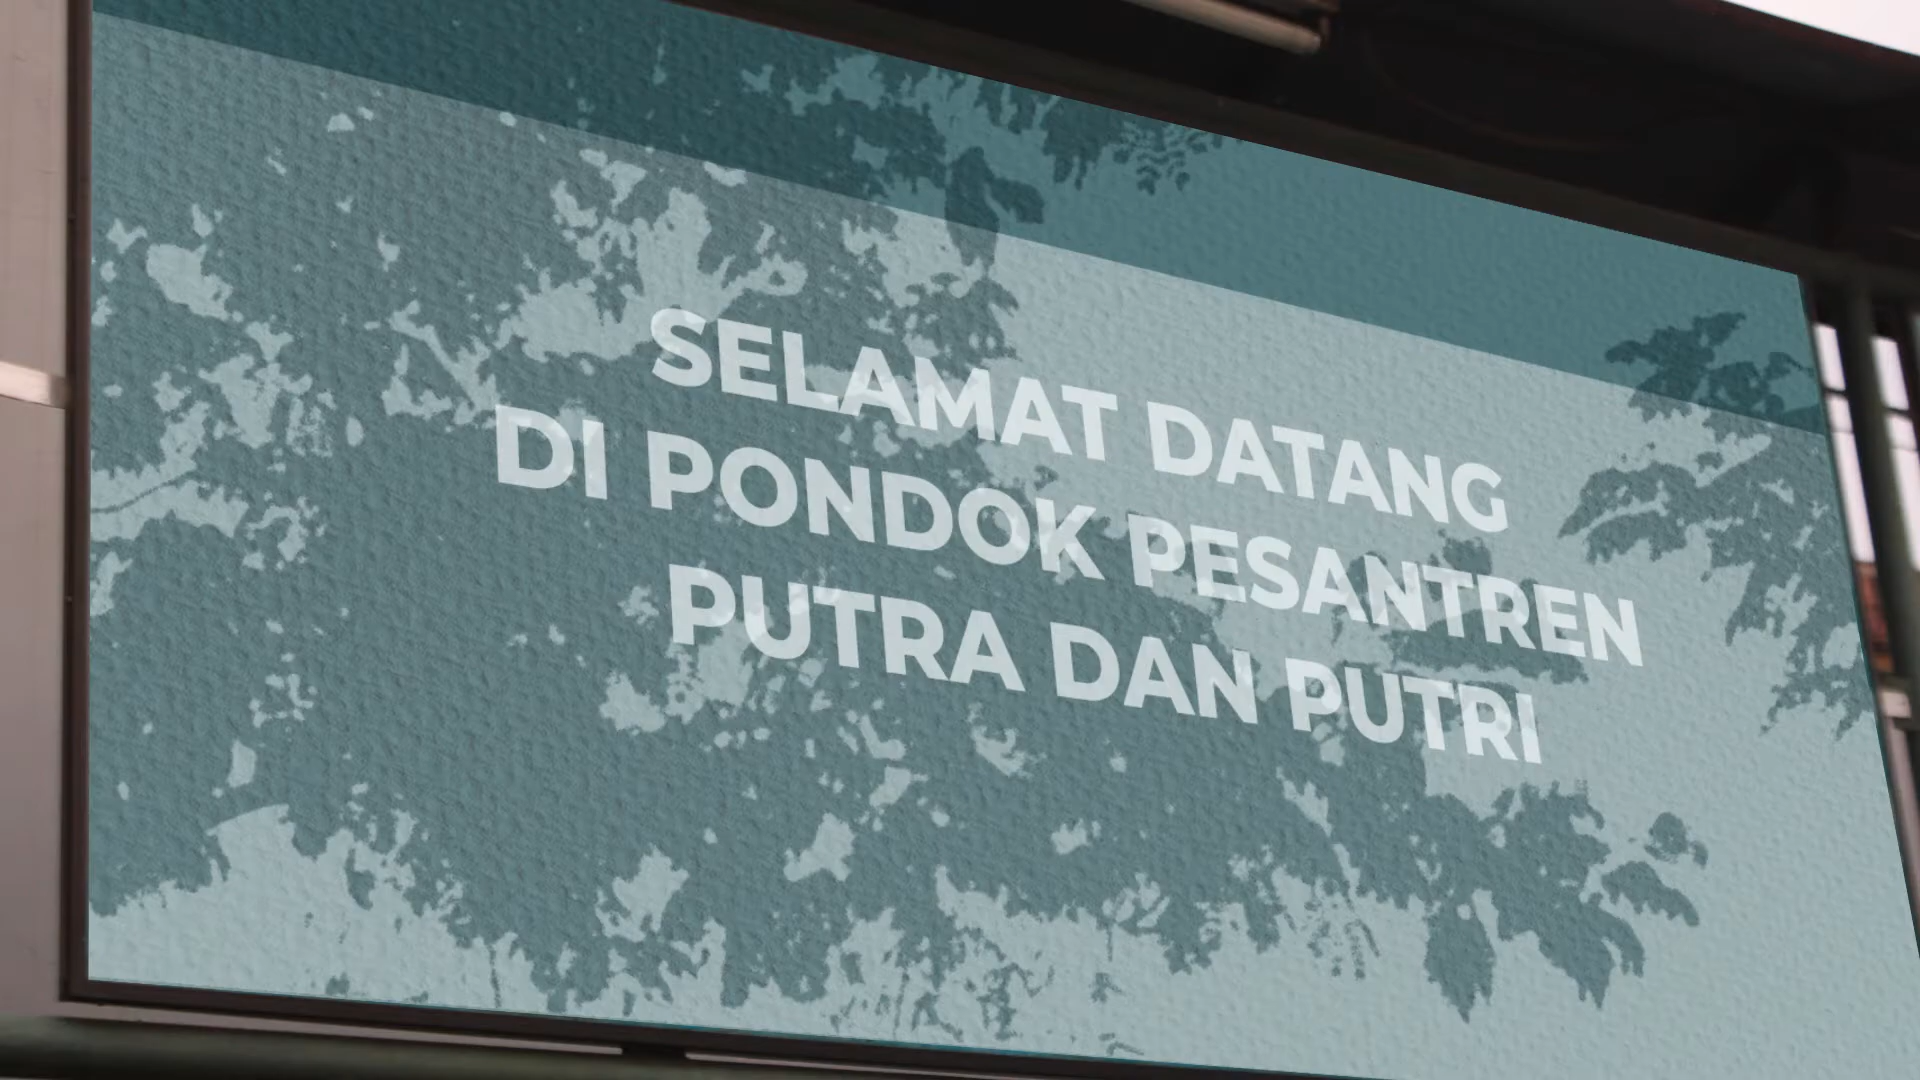 SELAMAT DATANG
DI PONDOK PESANTREN
PUTRA DAN PUTRI